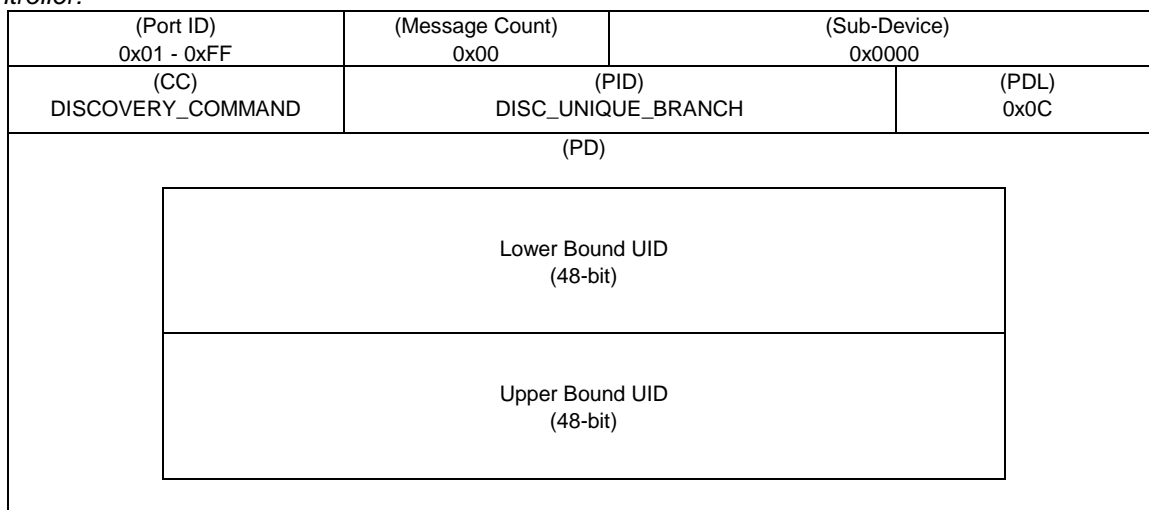 (Port ID) (Message Count) (Sub-Device)
0x01 - 0xFF 0x00 0x0000
(CC) (PID) (PDL)
DISCOVERY_COMMAND DISC_UNIQUE_BRANCH 0x0C
(PD)
Lower Bound UID
(48-bit)
Upper Bound UID
(48-bit)